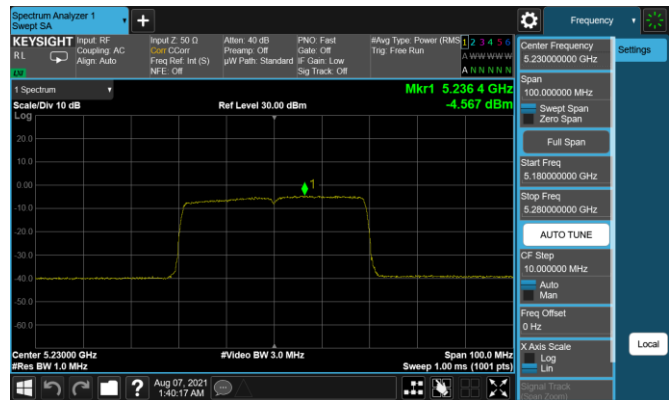 Spectrum Analyzer 1
Swept SA
+
Frequency
KEYSIGHT
Input: RF
Input Z: 50 Ω
Atten: 40 dB
PNO: Fast
#Avg Type: Power (RMS
1 2 3 4 5 6
RL
Coupling: AC
Corr CCorr
Preamp: Off
Gate: Off
Trig: Free Run
A W W W W W
Align: Auto
Freq Ref: Int (S)
µW Path: Standard
IF Gain: Low
NFE: Off
Sig Track: Off
A N N N N N
LXI
1 Spectrum
Mkr1 5.236 4 GHz
Scale/Div 10 dB
Ref Level 30.00 dBm
-4.567 dBm
Log
20.0
10.0
0.00
1
-10.0
-20.0
-30.0
-40.0
-50.0
-60.0
Center 5.23000 GHz
#Video BW 3.0 MHz
Span 100.0 MHz
#Res BW 1.0 MHz
Sweep 1.00 ms (1001 pts)
?
Aug 07, 2021
1:40:17 AM
Center Frequency
5.230000000 GHz
Settings
Span
100.000000 MHz
Swept Span
Zero Span
Full Span
Start Freq
5.180000000 GHz
Stop Freq
5.280000000 GHz
AUTO TUNE
CF Step
10.000000 MHz
Auto
Man
Freq Offset
0 Hz
X Axis Scale
Log
Lin
Local
Signal Track
(Span Zoom)